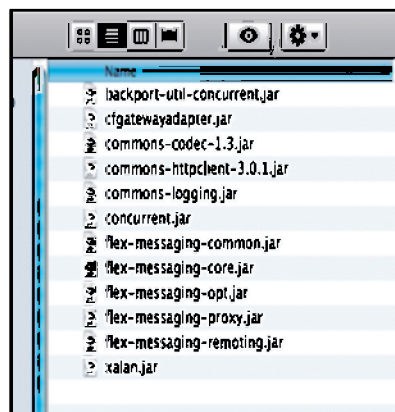 Name
backport-util-concurrent.jar
cfgatewayadapter.jar
commons-codec-1.3.jar
commons-httpclient-3.0.1.jar
commons-logging.jar
concurrent.jar
flex-messaging-common.jar
flex-messaging-core.jar
flex-messaging-opt.jar
flex-messaging-proxy.jar
flex-messaging-remoting.jar
xalan.jar